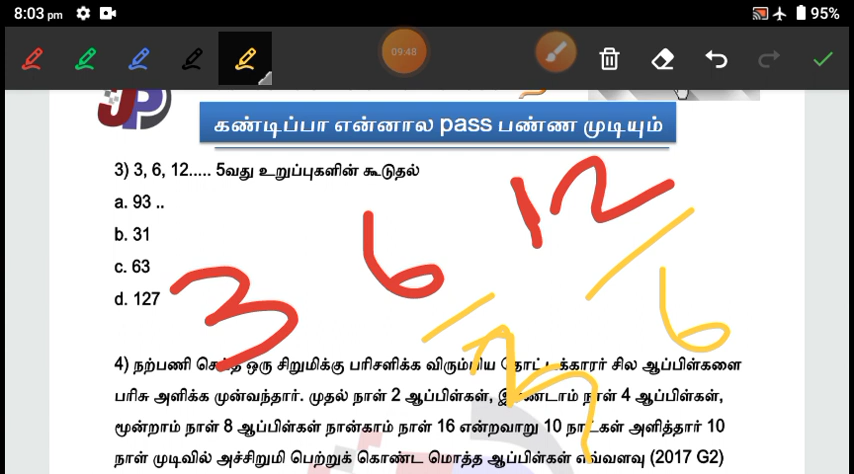 8:03 pm 95%
09:48
JP
கண்டிப்பா என்னால pass பண்ண முடியும்
3) 3, 6, 12..... 5வது உறுப்புகளின் கூடுதல்
a. 93 ..
b. 31
c. 63
d. 127
3 6/3 12/6
4) நற்பணி செய்த ஒரு சிறுமிக்கு பரிசளிக்க விரும்பிய தோட்டக்காரர் சில ஆப்பிள்களை
பரிசு அளிக்க முன்வந்தார். முதல் நாள் 2 ஆப்பிள்கள், இரண்டாம் நாள் 4 ஆப்பிள்கள்,
மூன்றாம் நாள் 8 ஆப்பிள்கள் நான்காம் நாள் 16 என்றவாறு 10 நாட்கள் அளித்தார் 10
நாள் முடிவில் அச்சிறுமி பெற்றுக் கொண்ட மொத்த ஆப்பிள்கள் எவ்வளவு (2017 G2)